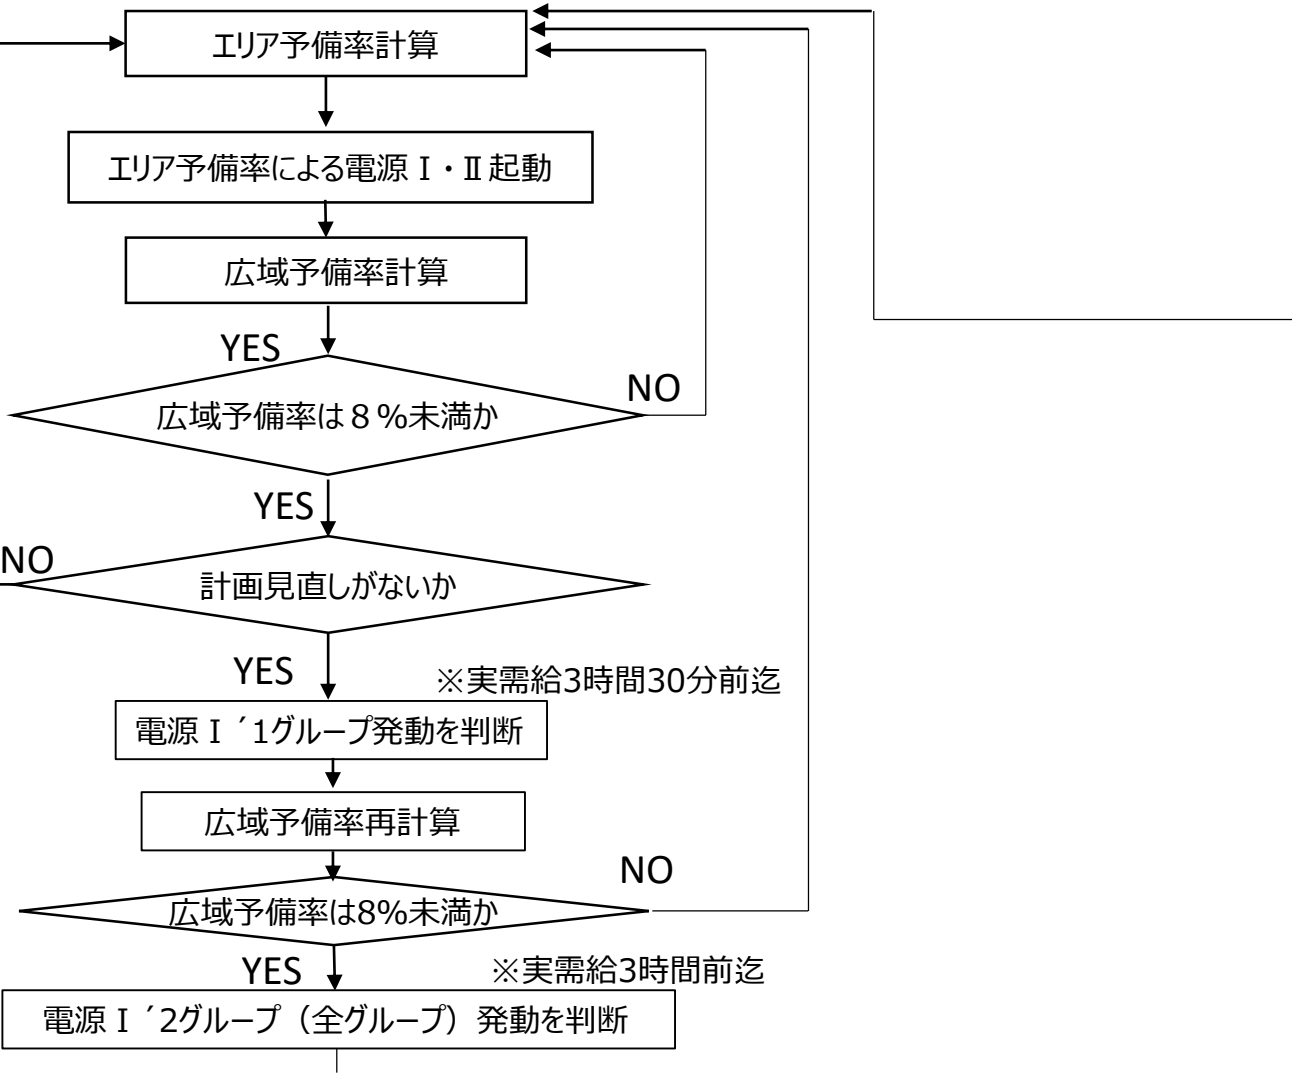 エリア予備率計算
エリア予備率による電源Ⅰ・Ⅱ起動
広域予備率計算
YES
NO
広域予備率は８%未満か
YES
NO
計画見直しがないか
YES
※実需給3時間30分前迄
電源Ⅰ´1グループ発動を判断
広域予備率再計算
NO
広域予備率は8%未満か
YES
※実需給3時間前迄
電源Ⅰ´2グループ（全グループ）発動を判断